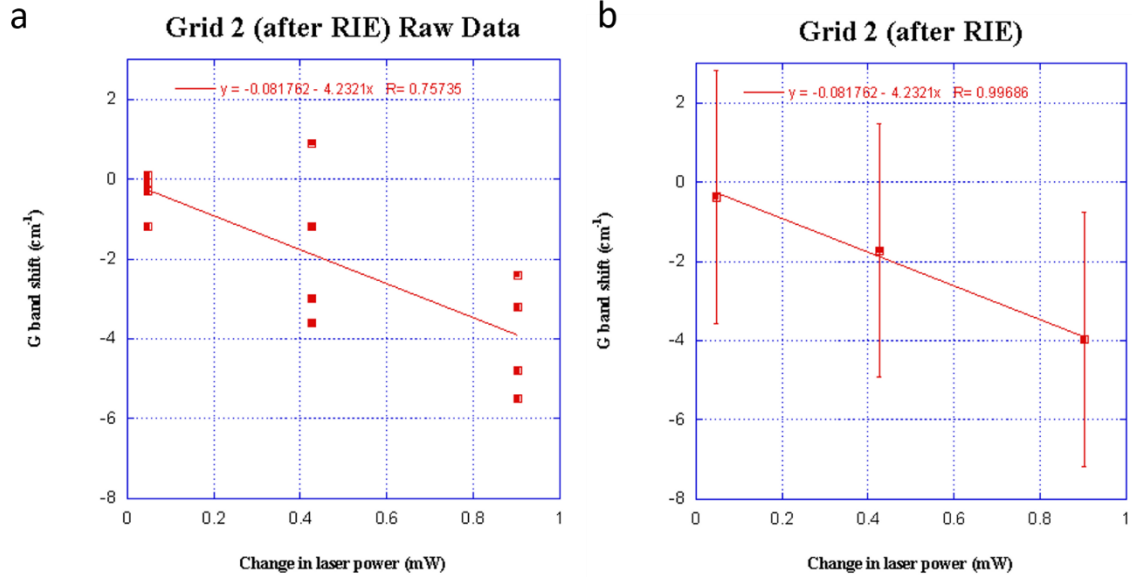 a
Grid 2 (after RIE) Raw Data
y = -0.081762 - 4.2321x R= 0.75735
2
0
-2
-4
-6
-8
0
0.2
0.4
0.6
0.8
1
G band shift (cm-1)
Change in laser power (mW)
b
Grid 2 (after RIE)
y = -0.081762 - 4.2321x R= 0.99686
2
0
-2
-4
-6
-8
0
0.2
0.4
0.6
0.8
1
G band shift (cm-1)
Change in laser power (mW)